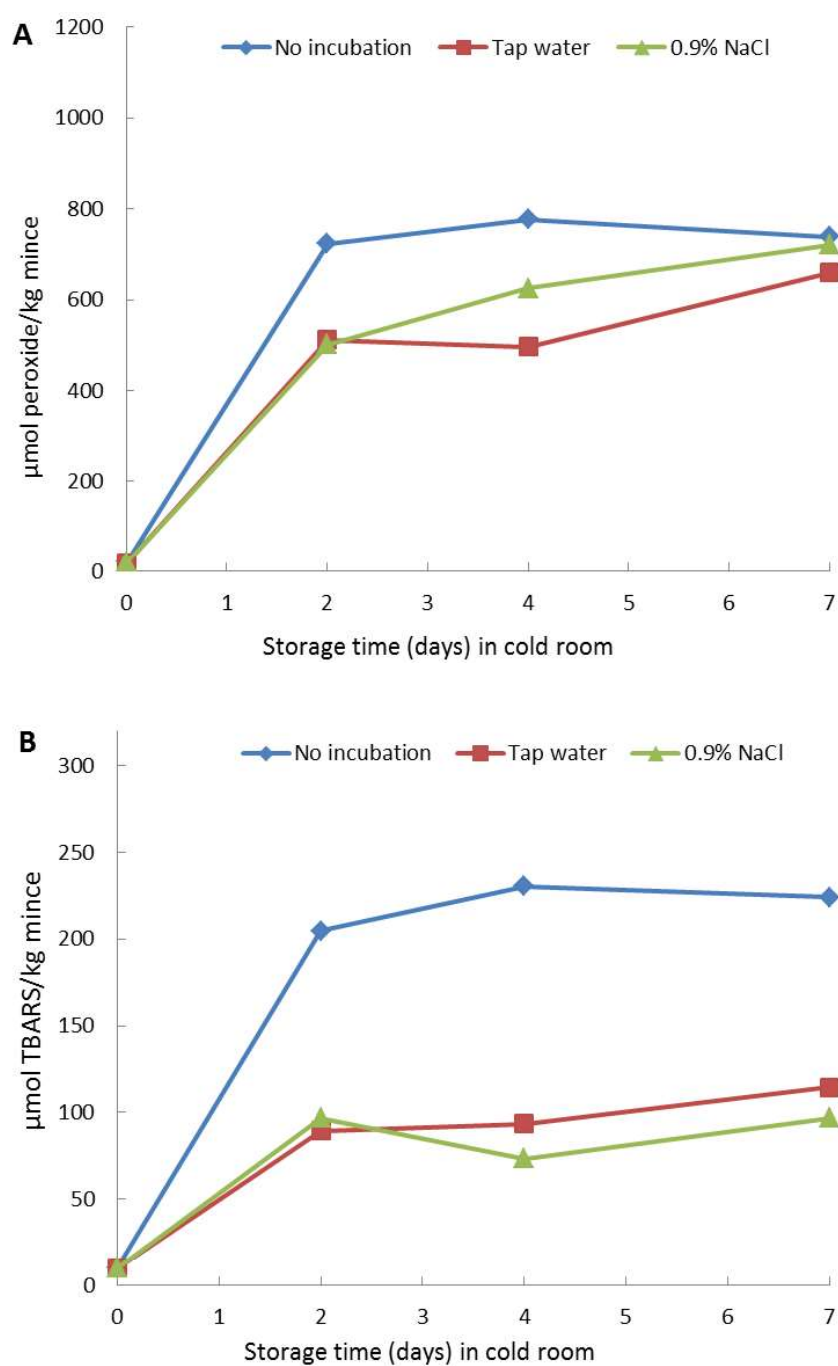 A
1200
No incubation Tap water 0.9% NaCl
1000
800
600
400
200
0
µmol peroxide/kg mince
0 1 2 3 4 5 6 7
Storage time (days) in cold room
B
300
No incubation Tap water 0.9% NaCl
250
200
150
100
50
0
µmol TBARS/kg mince
0 1 2 3 4 5 6 7
Storage time (days) in cold room